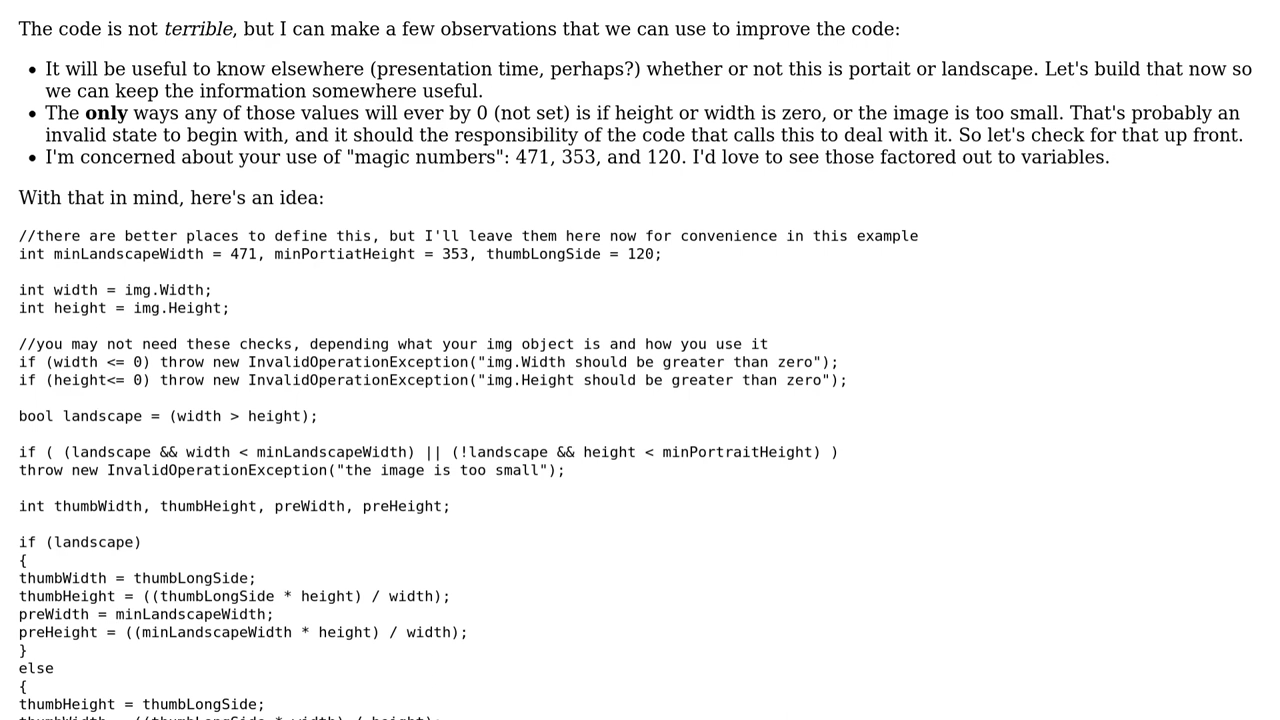 The code is not terrible, but I can make a few observations that we can use to improve the code:
It will be useful to know elsewhere (presentation time, perhaps?) whether or not this is portait or landscape. Let's build that now so
we can keep the information somewhere useful.
The only ways any of those values will ever by 0 (not set) is if height or width is zero, or the image is too small. That's probably an
invalid state to begin with, and it should the responsibility of the code that calls this to deal with it. So let's check for that up front.
I'm concerned about your use of "magic numbers": 471, 353, and 120. I'd love to see those factored out to variables.
With that in mind, here's an idea:
//there are better places to define this, but I'll leave them here now for convenience in this example
int minLandscapeWidth = 471, minPortiatHeight = 353, thumbLongSide = 120;
int width = img.Width;
int height = img.Height;
//you may not need these checks, depending what your img object is and how you use it
if (width <= 0) throw new InvalidOperationException("img.Width should be greater than zero");
if (height<= 0) throw new InvalidOperationException("img.Height should be greater than zero");
bool landscape = (width > height);
if ( (landscape && width < minLandscapeWidth) || (!landscape && height < minPortraitHeight) )
throw new InvalidOperationException("the image is too small");
int thumbWidth, thumbHeight, preWidth, preHeight;
if (landscape)
{
thumbWidth = thumbLongSide;
thumbHeight = ((thumbLongSide * height) / width);
preWidth = minLandscapeWidth;
preHeight = ((minLandscapeWidth * height) / width);
}
else
{
thumbHeight = thumbLongSide;
thumbWidth = ((thumbLongSide * width) / height);